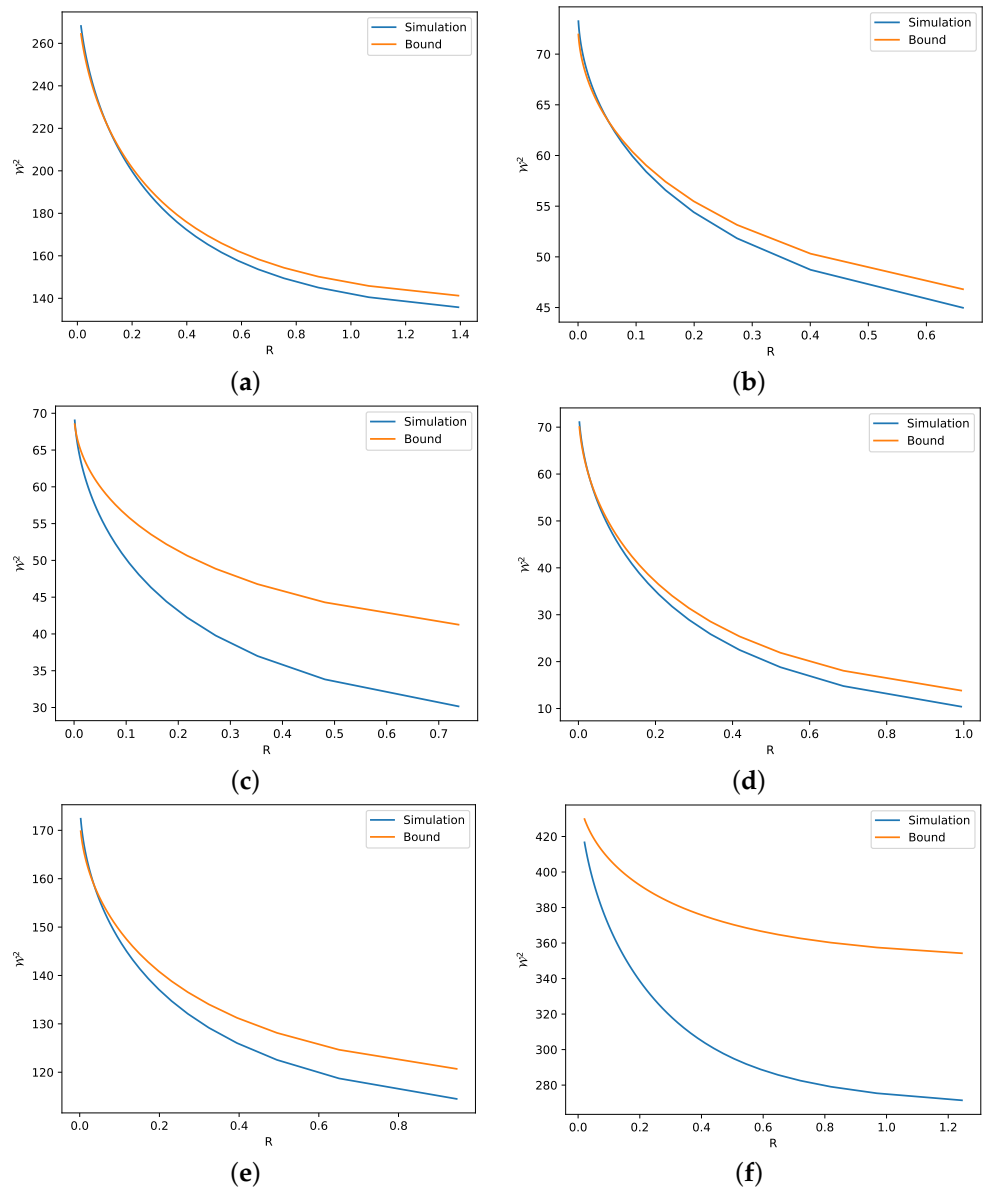 Simulation
Bound
260
240
220
200
180
160
140
𝒲²
0.0 0.2 0.4 0.6 0.8 1.0 1.2 1.4
R
(a)
Simulation
Bound
70
65
60
55
50
45
𝒲²
0.0 0.1 0.2 0.3 0.4 0.5 0.6
R
(b)
Simulation
Bound
70
65
60
55
50
45
40
35
30
𝒲²
0.0 0.1 0.2 0.3 0.4 0.5 0.6 0.7
R
(c)
Simulation
Bound
70
60
50
40
30
20
10
𝒲²
0.0 0.2 0.4 0.6 0.8 1.0
R
(d)
Simulation
Bound
170
160
150
140
130
120
𝒲²
0.0 0.2 0.4 0.6 0.8
R
(e)
Simulation
Bound
420
400
380
360
340
320
300
280
𝒲²
0.0 0.2 0.4 0.6 0.8 1.0 1.2
R
(f)